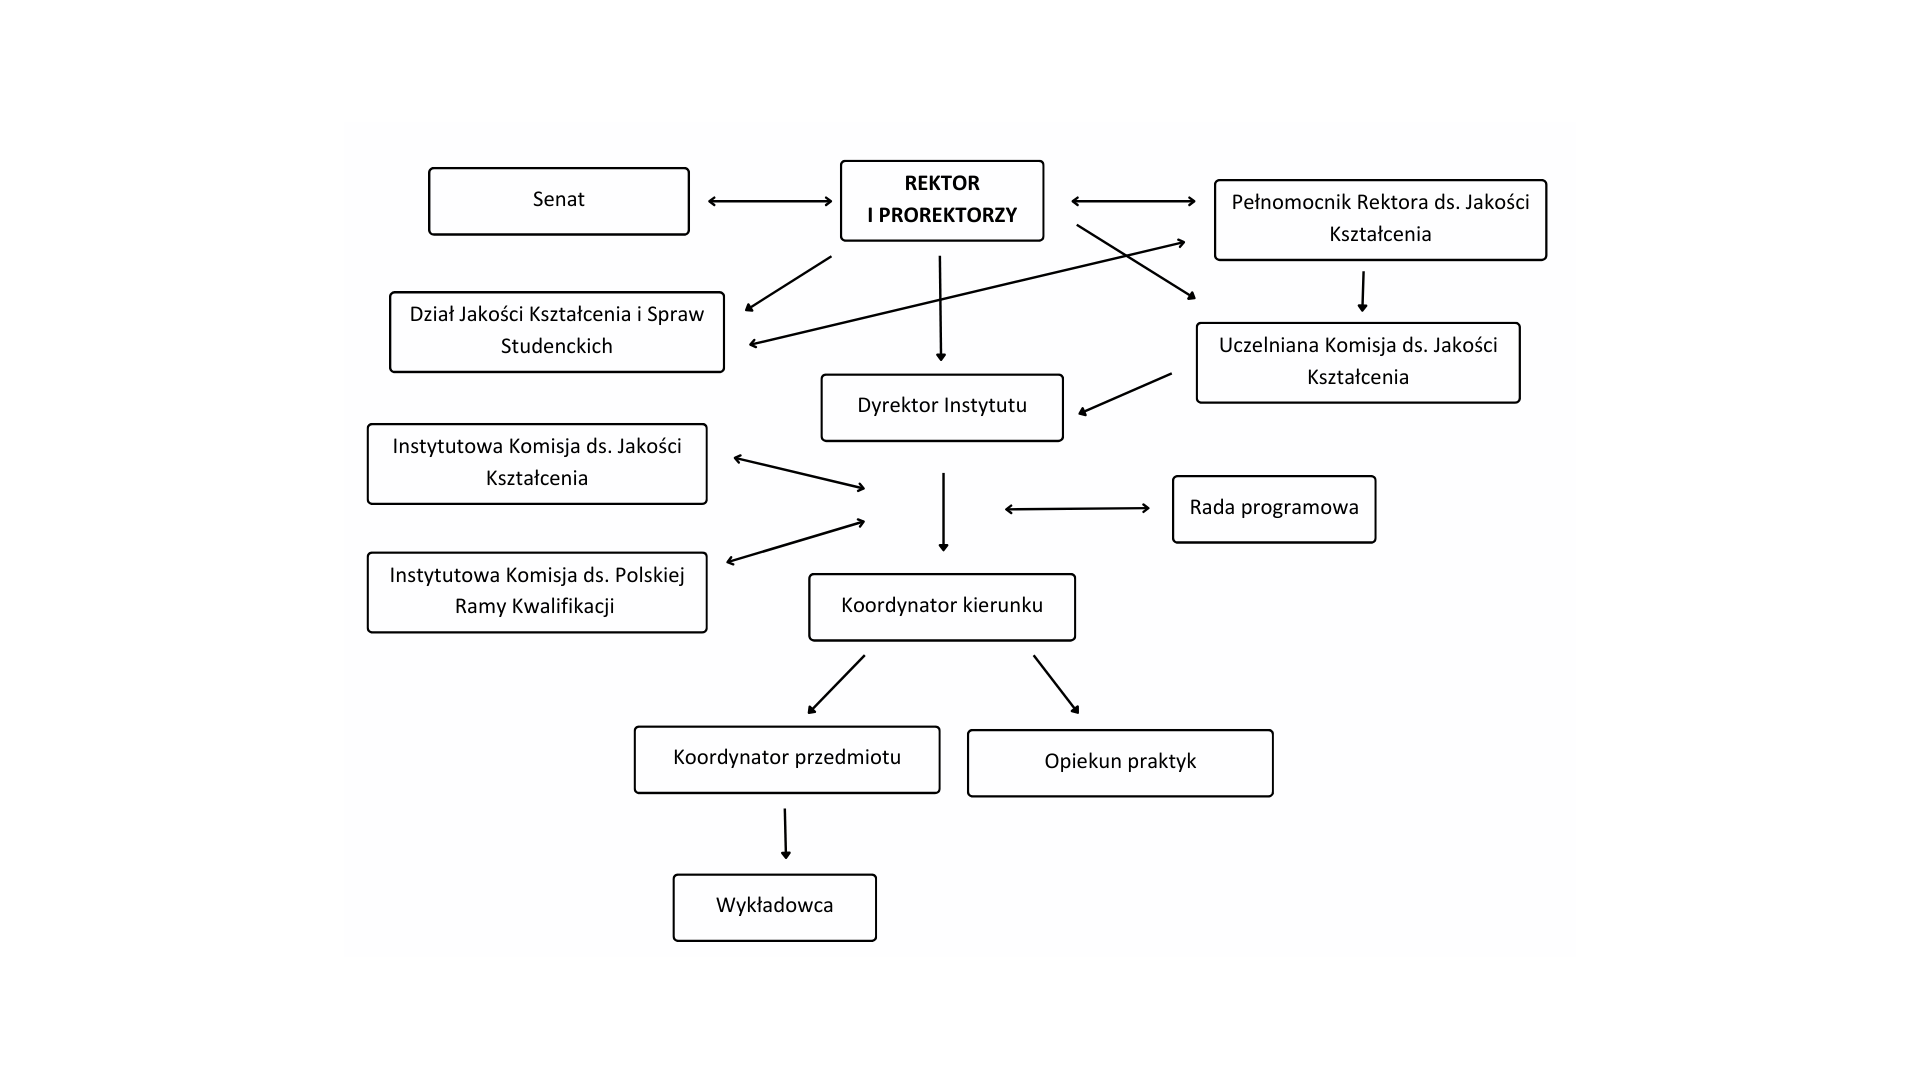 Senat
REKTOR
I PROREKTORZY
Pełnomocnik Rektora ds. Jakości
Kształcenia
Dział Jakości Kształcenia i Spraw
Studenckich
Uczelniana Komisja ds. Jakości
Kształcenia
Dyrektor Instytutu
Instytutowa Komisja ds. Jakości
Kształcenia
Rada programowa
Instytutowa Komisja ds. Polskiej
Ramy Kwalifikacji
Koordynator kierunku
Koordynator przedmiotu
Opiekun praktyk
Wykładowca